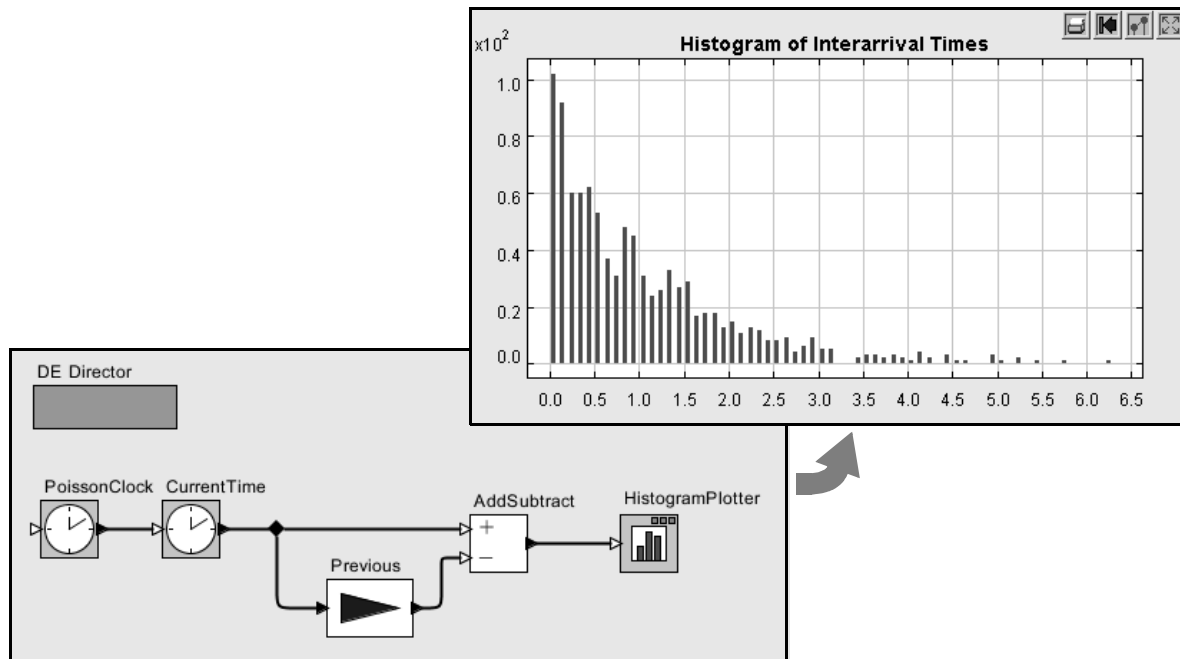 x10²
Histogram of Interarrival Times
1.0
0.8
0.6
0.4
0.2
0.0
0.0 0.5 1.0 1.5 2.0 2.5 3.0 3.5 4.0 4.5 5.0 5.5 6.0 6.5
DE Director
PoissonClock CurrentTime
AddSubtract
HistogramPlotter
+
−
Previous